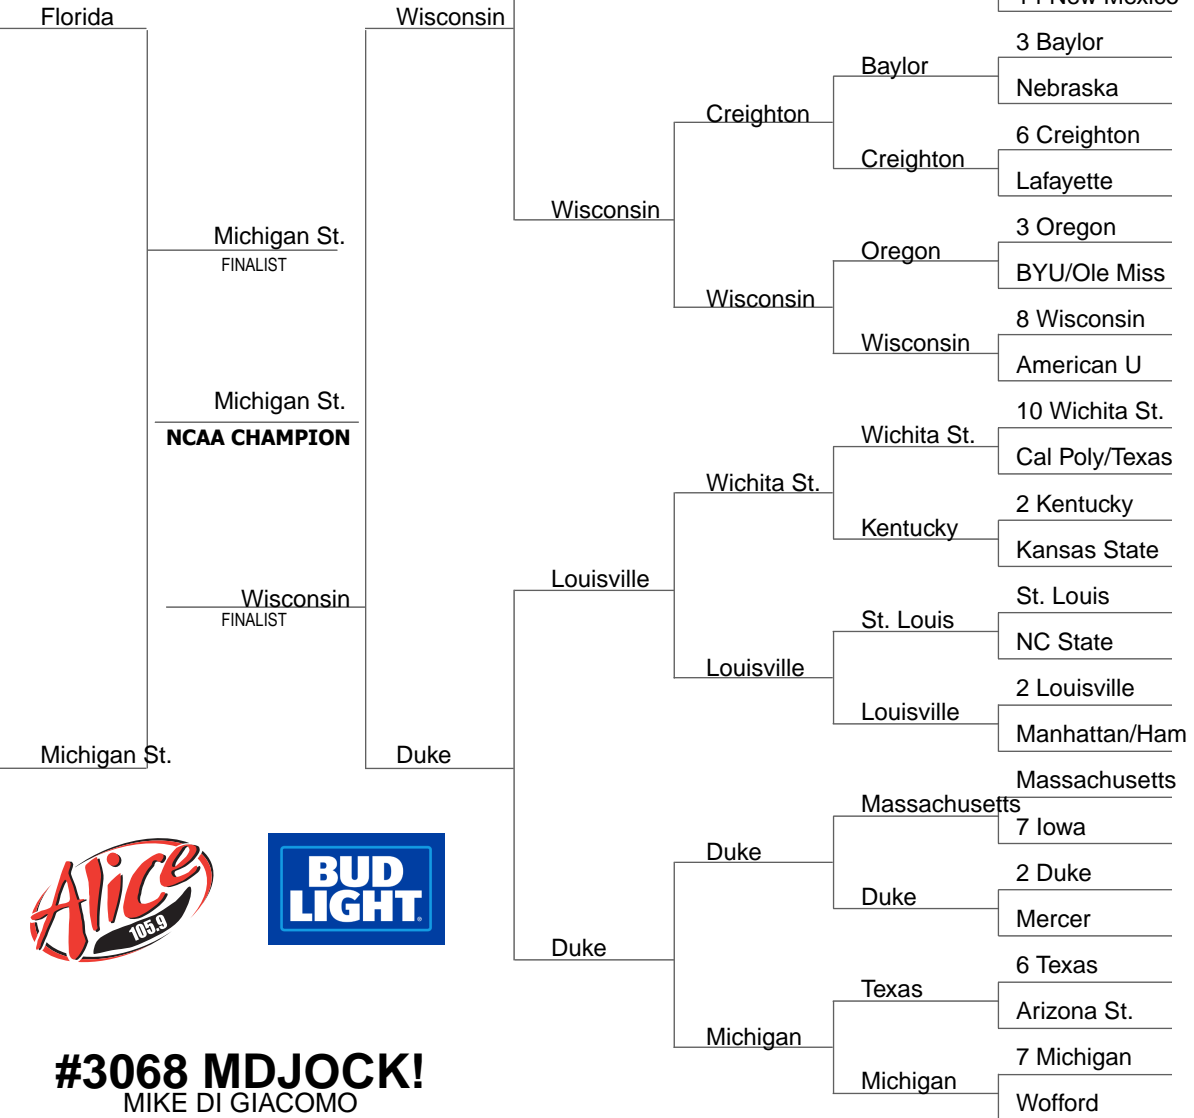 Florida
Wisconsin
3 Baylor
Baylor
Nebraska
Creighton
6 Creighton
Creighton
Lafayette
Wisconsin
3 Oregon
Michigan St.
FINALIST
Oregon
BYU/Ole Miss
Wisconsin
8 Wisconsin
Wisconsin
American U
Michigan St.
NCAA CHAMPION
10 Wichita St.
Wichita St.
Cal Poly/Texas
Wichita St.
2 Kentucky
Kentucky
Kansas State
Louisville
Wisconsin
FINALIST
St. Louis
St. Louis
NC State
Louisville
2 Louisville
Louisville
Manhattan/Ham
Michigan St.
Duke
Massachusetts
Massachusetts
7 Iowa
Duke
2 Duke
Duke
Mercer
Duke
6 Texas
Texas
Arizona St.
Michigan
7 Michigan
Michigan
Wofford
Alice
105.9
BUD
LIGHT
#3068 MDJOCK!
MIKE DI GIACOMO